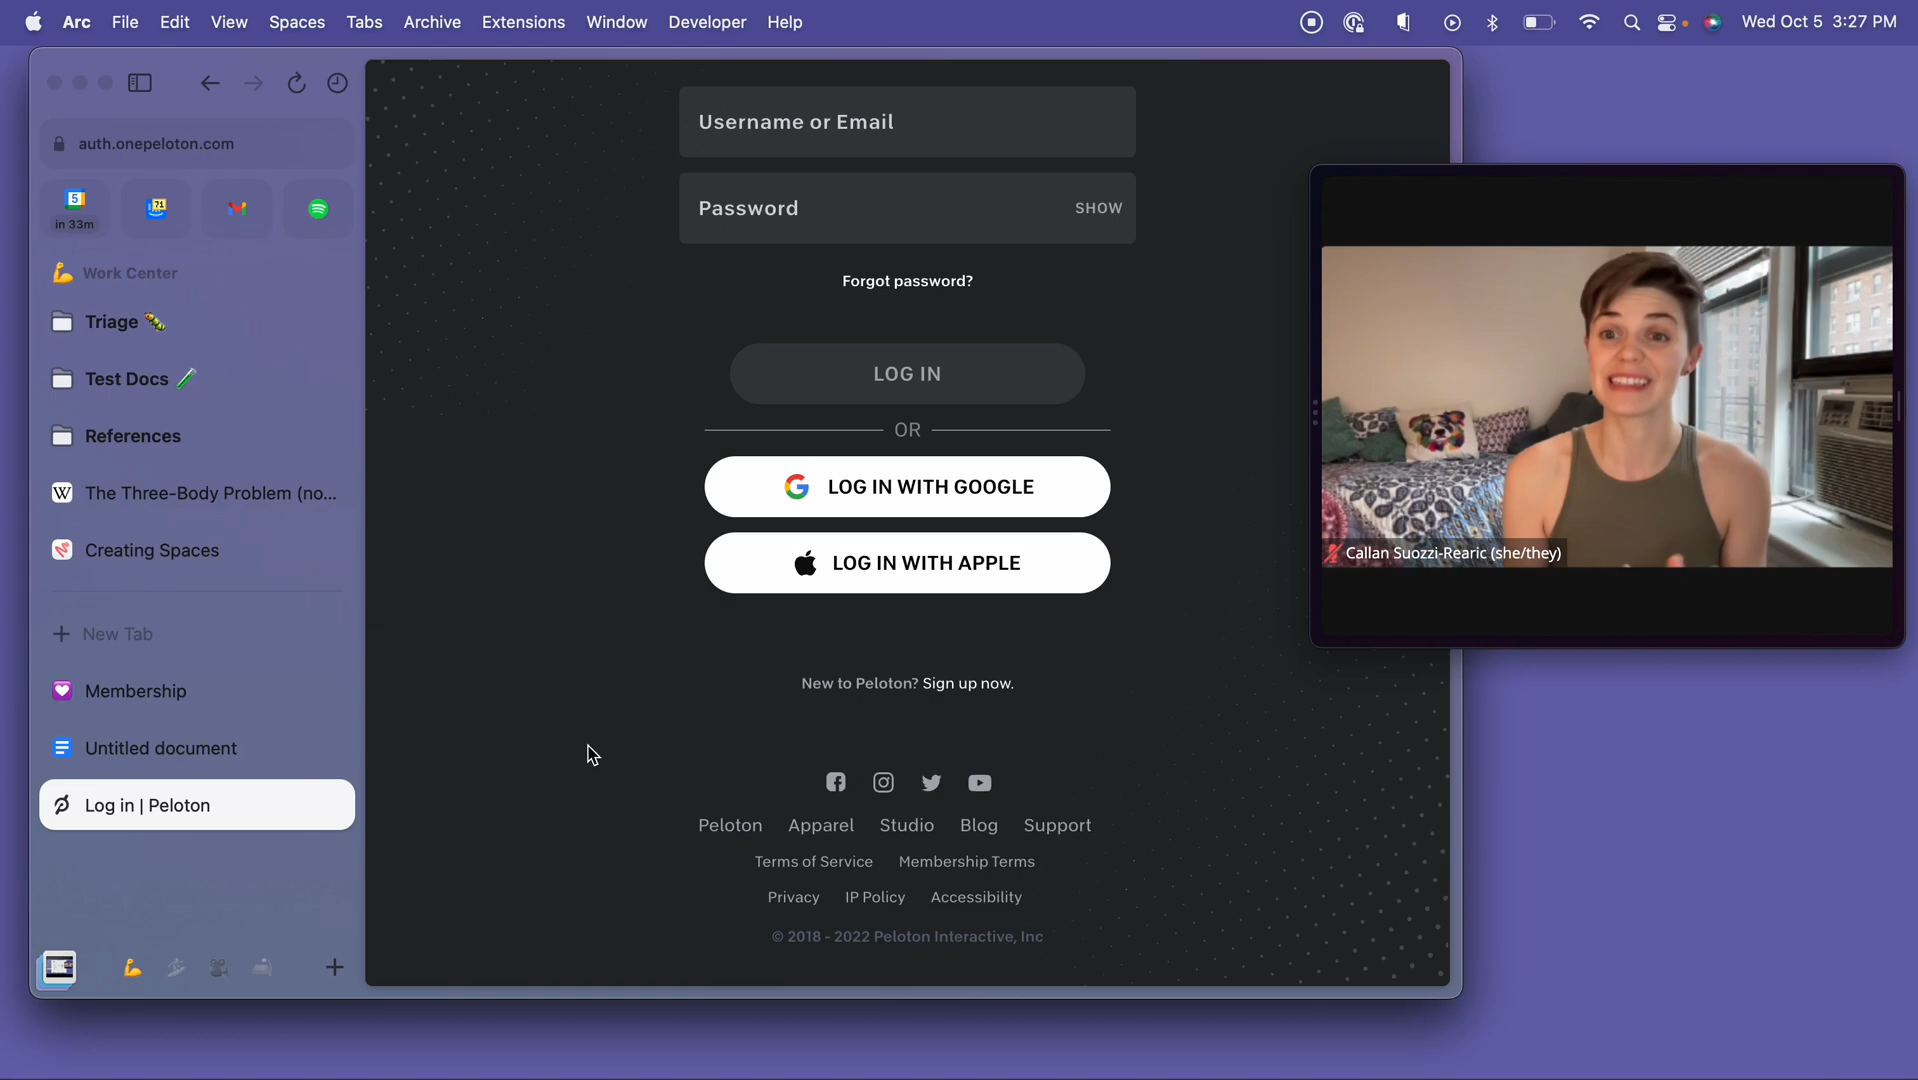 Arc File Edit View Spaces Tabs Archive Extensions Window Developer Help
Wed Oct 5 3:27 PM
auth.onepeloton.com
5
in 33m
71
Work Center
Triage
Test Docs
References
W The Three-Body Problem (no...
Creating Spaces
+ New Tab
Membership
Untitled document
Log in | Peloton
Username or Email
Password SHOW
Forgot password?
LOG IN
OR
LOG IN WITH GOOGLE
LOG IN WITH APPLE
New to Peloton? Sign up now.
Peloton Apparel Studio Blog Support
Terms of Service Membership Terms
Privacy IP Policy Accessibility
© 2018 - 2022 Peloton Interactive, Inc
Callan Suozzi-Rearic (she/they)